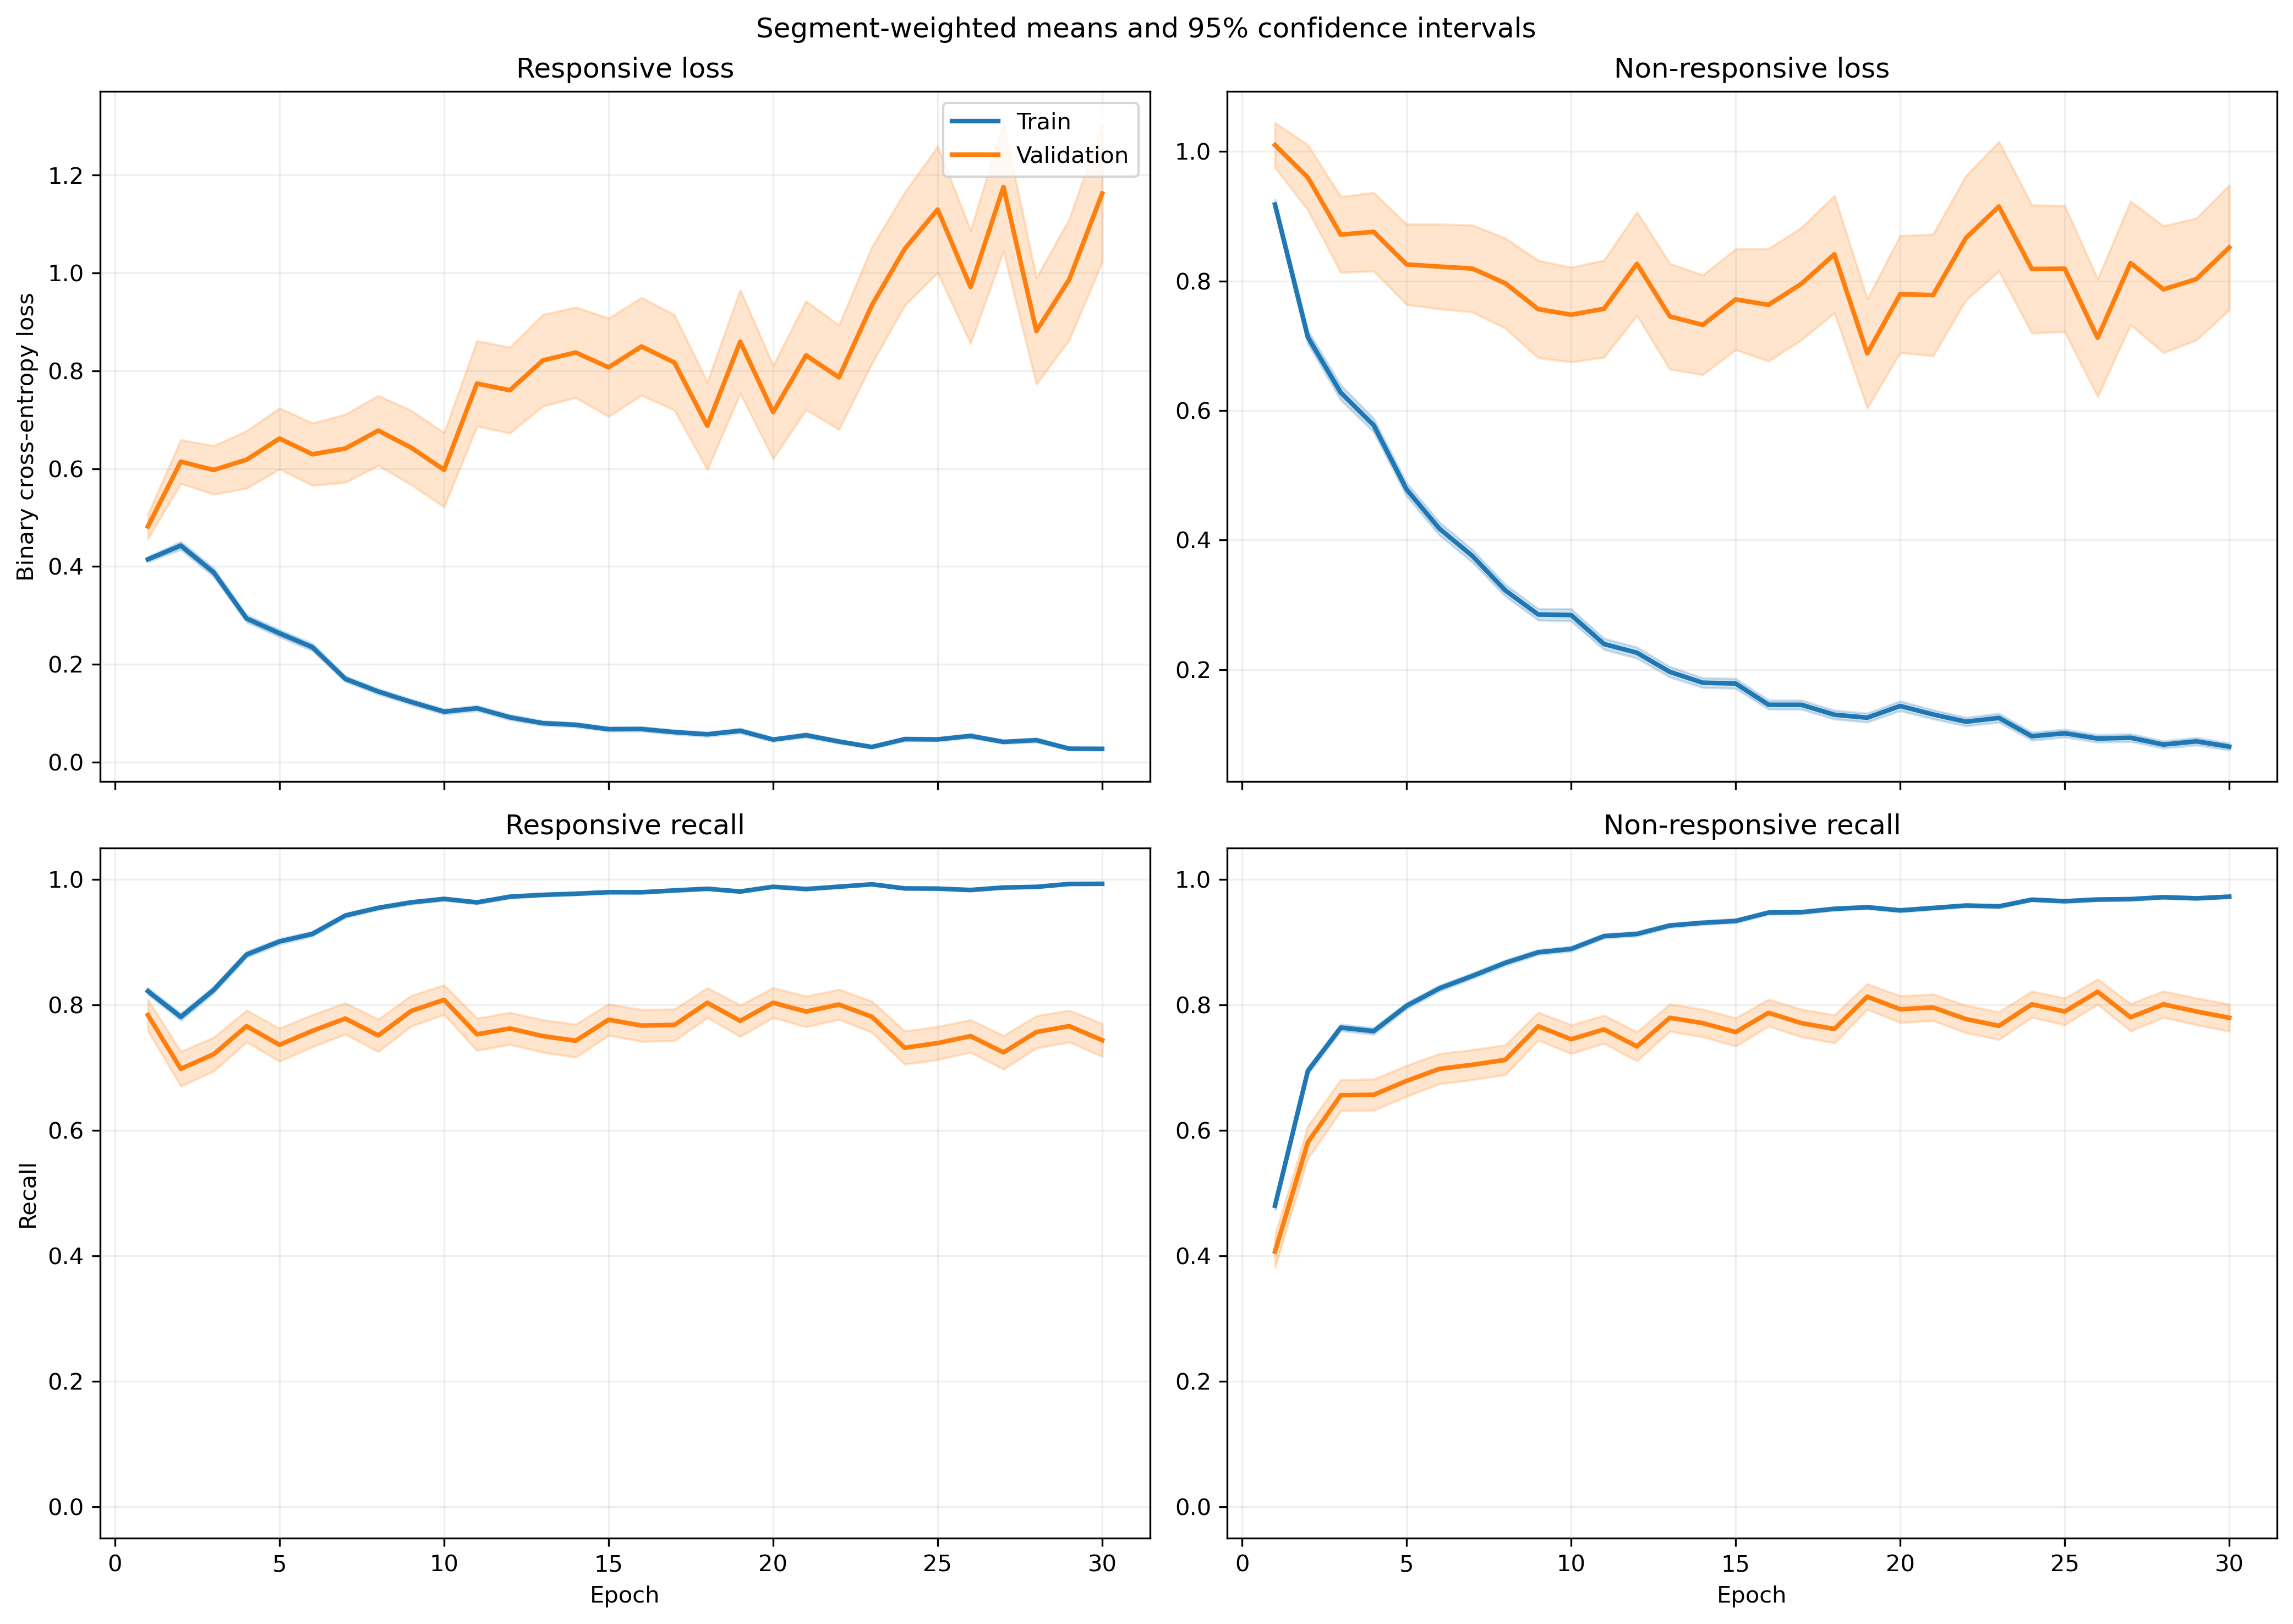 Segment-weighted means and 95% confidence intervals
Responsive loss
Non-responsive loss
Train
Validation
Binary cross-entropy loss
1.2
1.0
0.8
0.6
0.4
0.2
0.0
1.0
0.8
0.6
0.4
0.2
Responsive recall
Non-responsive recall
Recall
1.0
0.8
0.6
0.4
0.2
0.0
0 5 10 15 20 25 30
Epoch
1.0
0.8
0.6
0.4
0.2
0.0
0 5 10 15 20 25 30
Epoch